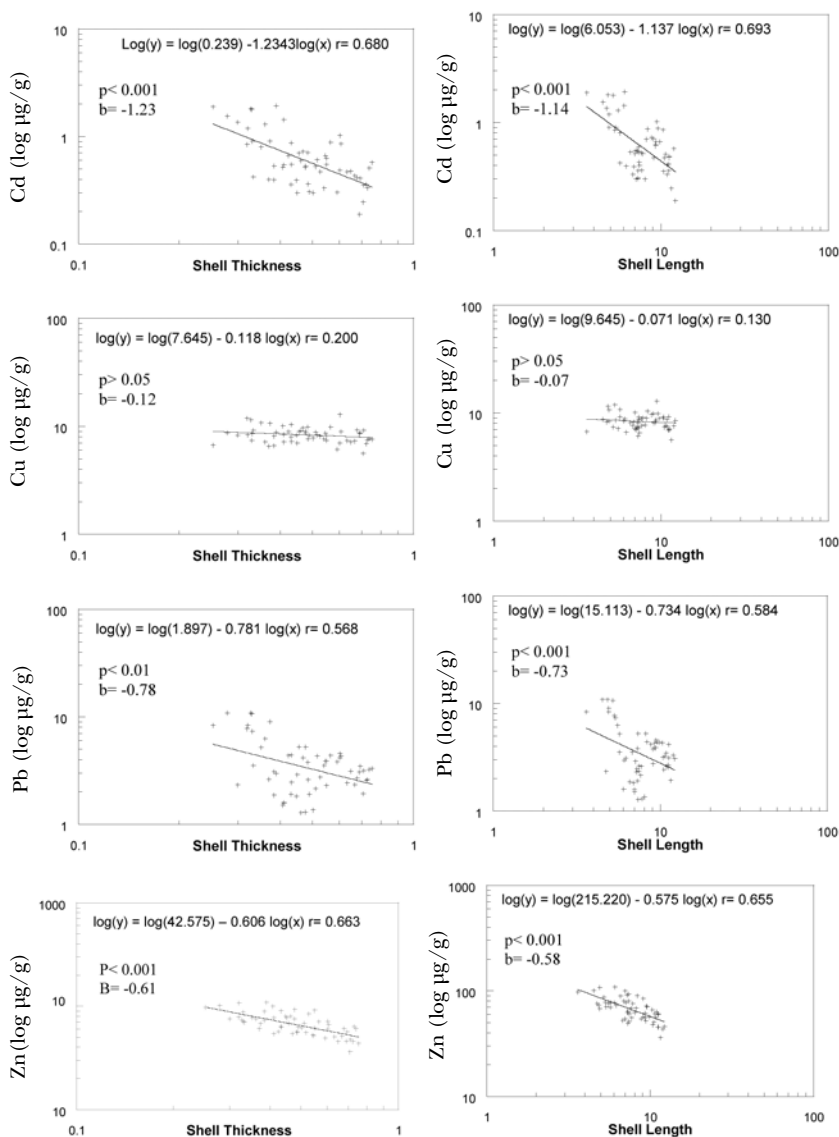 Cd (log µg/g)
10
1
0.1
Log(y) = log(0.239) -1.2343log(x) r= 0.680
p< 0.001
b= -1.23
0.1
1
Shell Thickness
Cd (log µg/g)
10
1
0.1
log(y) = log(6.053) - 1.137 log(x) r= 0.693
p< 0.001
b= -1.14
1
10
100
Shell Length
Cu (log µg/g)
100
10
1
log(y) = log(7.645) - 0.118 log(x) r= 0.200
p> 0.05
b= -0.12
0.1
1
Shell Thickness
Cu (log µg/g)
100
10
1
log(y) = log(9.645) - 0.071 log(x) r= 0.130
p> 0.05
b= -0.07
1
10
100
Shell Length
Pb (log µg/g)
100
10
1
log(y) = log(1.897) - 0.781 log(x) r= 0.568
p< 0.01
b= -0.78
0.1
1
Shell Thickness
Pb (log µg/g)
100
10
1
log(y) = log(15.113) - 0.734 log(x) r= 0.584
p< 0.001
b= -0.73
1
10
100
Shell Length
Zn (log µg/g)
1000
10
10
log(y) = log(42.575) – 0.606 log(x) r= 0.663
P< 0.001
B= -0.61
0.1
1
Shell Thickness
Zn (log µg/g)
1000
100
10
log(y) = log(215.220) - 0.575 log(x) r= 0.655
p< 0.001
b= -0.58
1
10
100
Shell Length